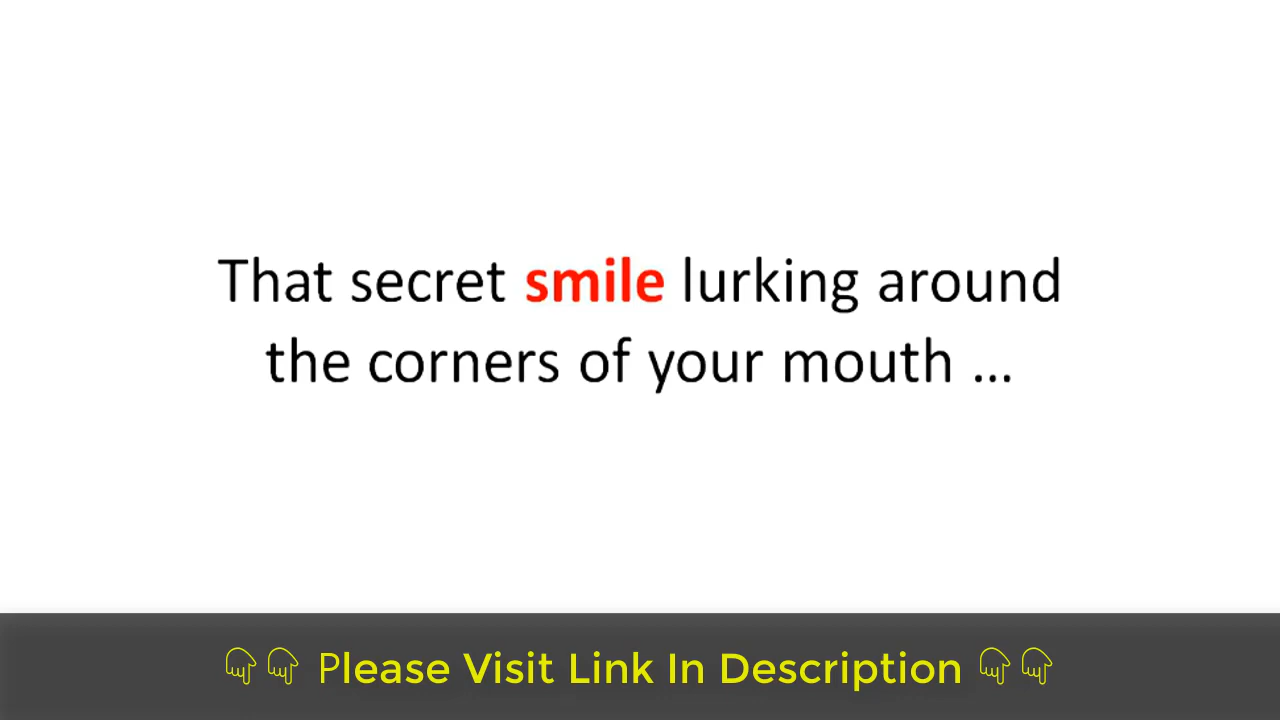 That secret smile lurking around
the corners of your mouth ...
Please Visit Link In Description